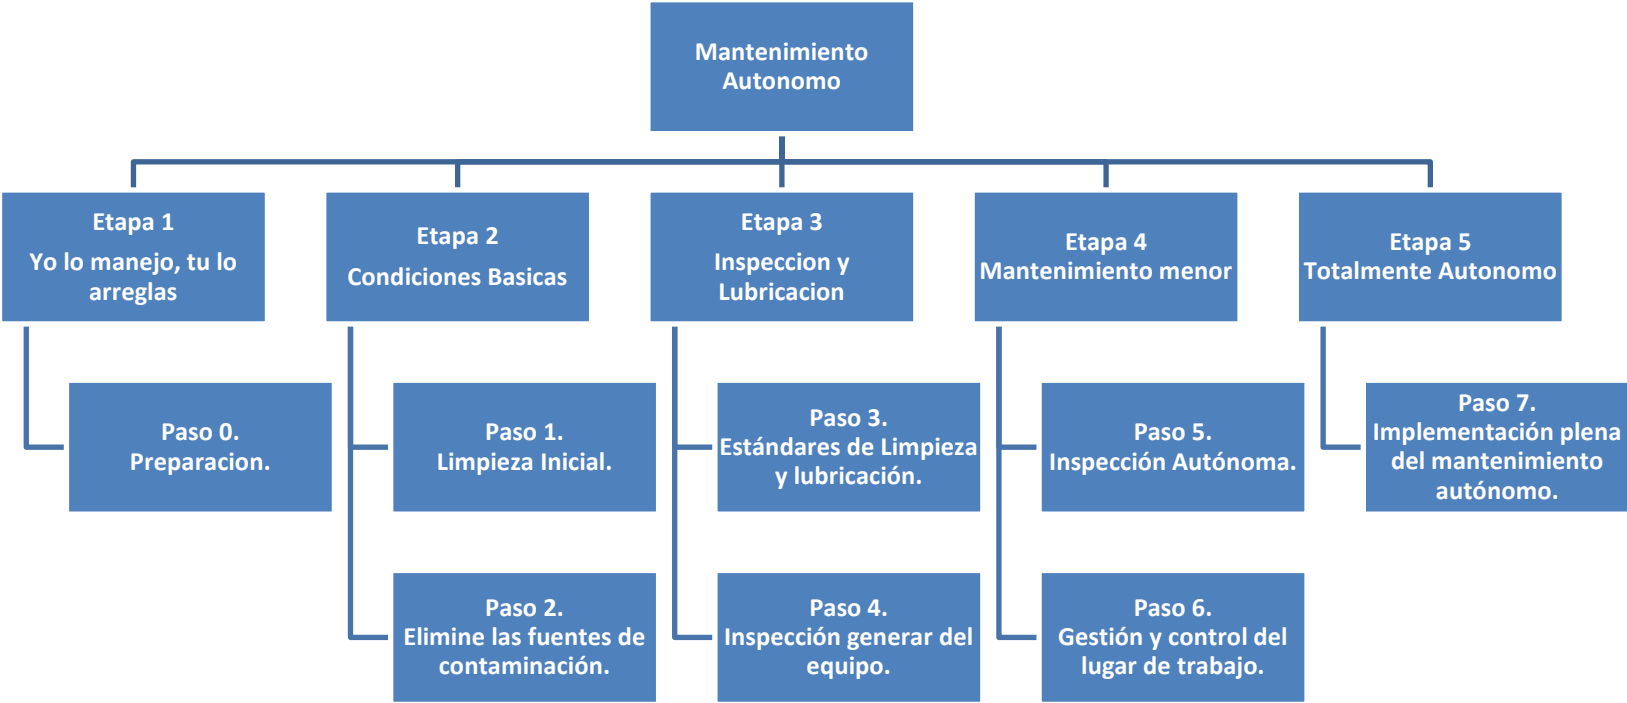 Mantenimiento
Autonomo
Etapa 1
Yo lo manejo, tu lo
arreglas
Etapa 2
Condiciones Basicas
Etapa 3
Inspeccion y
Lubricacion
Etapa 4
Mantenimiento menor
Etapa 5
Totalmente Autonomo
Paso 0.
Preparacion.
Paso 1.
Limpieza Inicial.
Paso 3.
Estándares de Limpieza
y lubricación.
Paso 5.
Inspección Autónoma.
Paso 7.
Implementación plena
del mantenimiento
autónomo.
Paso 2.
Elimine las fuentes de
contaminación.
Paso 4.
Inspección generar del
equipo.
Paso 6.
Gestión y control del
lugar de trabajo.